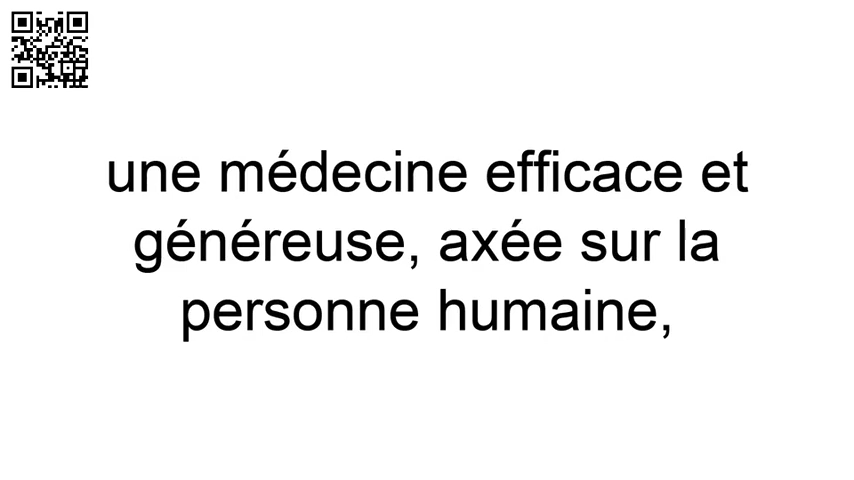 une médecine efficace et
généreuse, axée sur la
personne humaine,